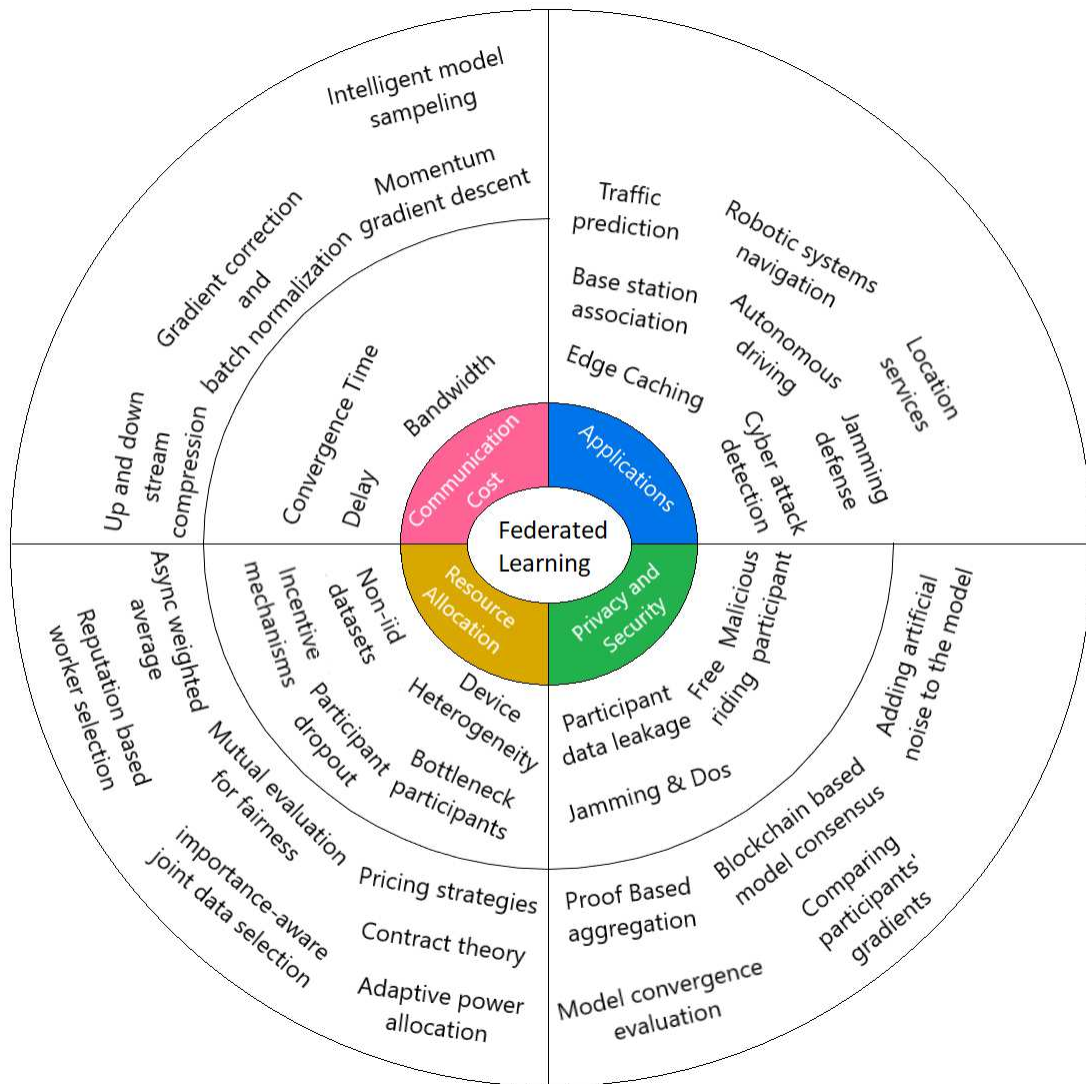 Intelligent model
sampeling
Momentum
gradient descent
Gradient correction
and
batch normalization
Up and down
stream
compression
Convergence Time
Bandwidth
Delay
Communication
Cost
Traffic
prediction
Robotic systems
navigation
Base station
association
Autonomous
driving
Location
services
Edge Caching
Cyber attack
detection
Jamming
defense
Applications
Federated
Learning
Resource
Allocation
Non-iid
datasets
Incentive
mechanisms
Device
Heterogeneity
Participant
dropout
Bottleneck
participants
Async weighted
average
Reputation based
worker selection
Mutual evaluation
for fairness
importance-aware
joint data selection
Pricing strategies
Contract theory
Adaptive power
allocation
Privacy and
Security
Malicious
participant
Free
riding
Participant
data leakage
Jamming & Dos
Adding artificial
noise to the model
Blockchain based
model consensus
Comparing
participants'
gradients
Proof Based
aggregation
Model convergence
evaluation